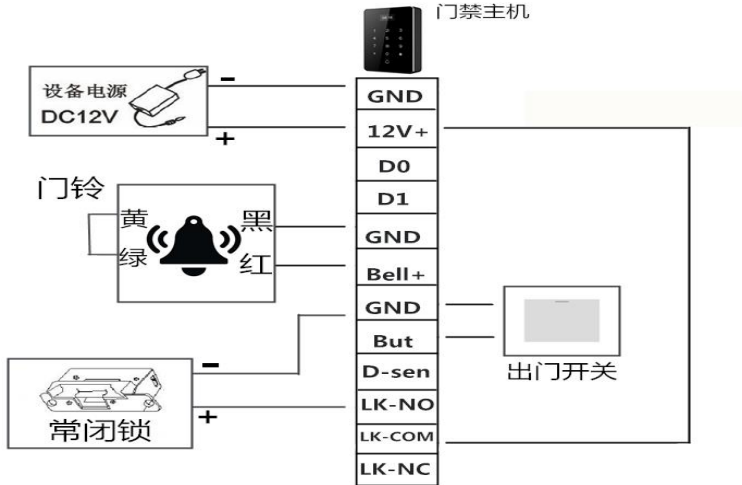 门禁主机
设备电源
DC12V
-
+
门铃
黄
绿
黑
红
-
+
常闭锁
GND
12V+
D0
D1
GND
Bell+
GND
But
D-sen
LK-NO
LK-COM
LK-NC
出门开关